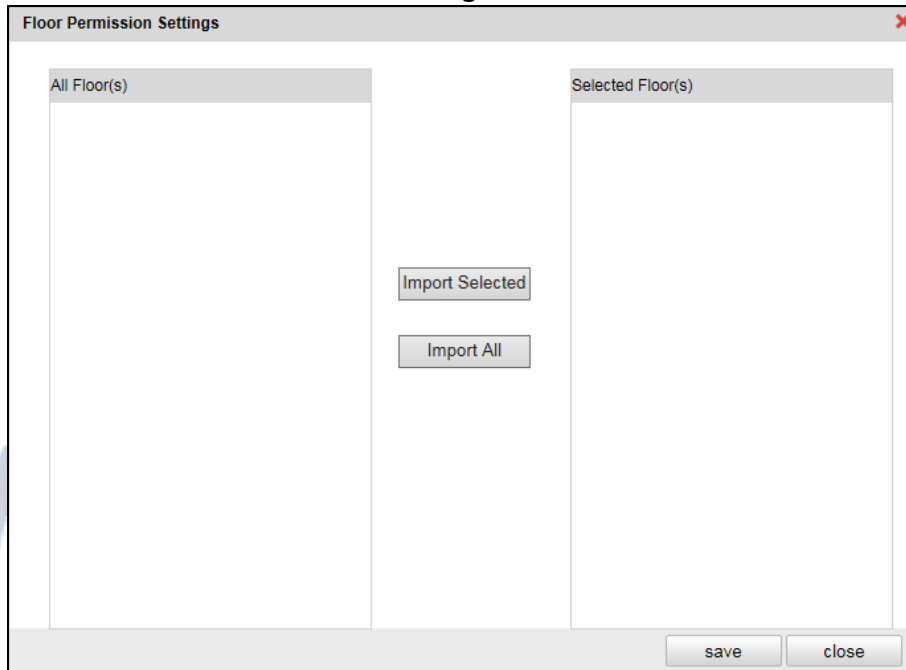 Floor Permission Settings
All Floor(s)
Selected Floor(s)
Import Selected
Import All
save
close